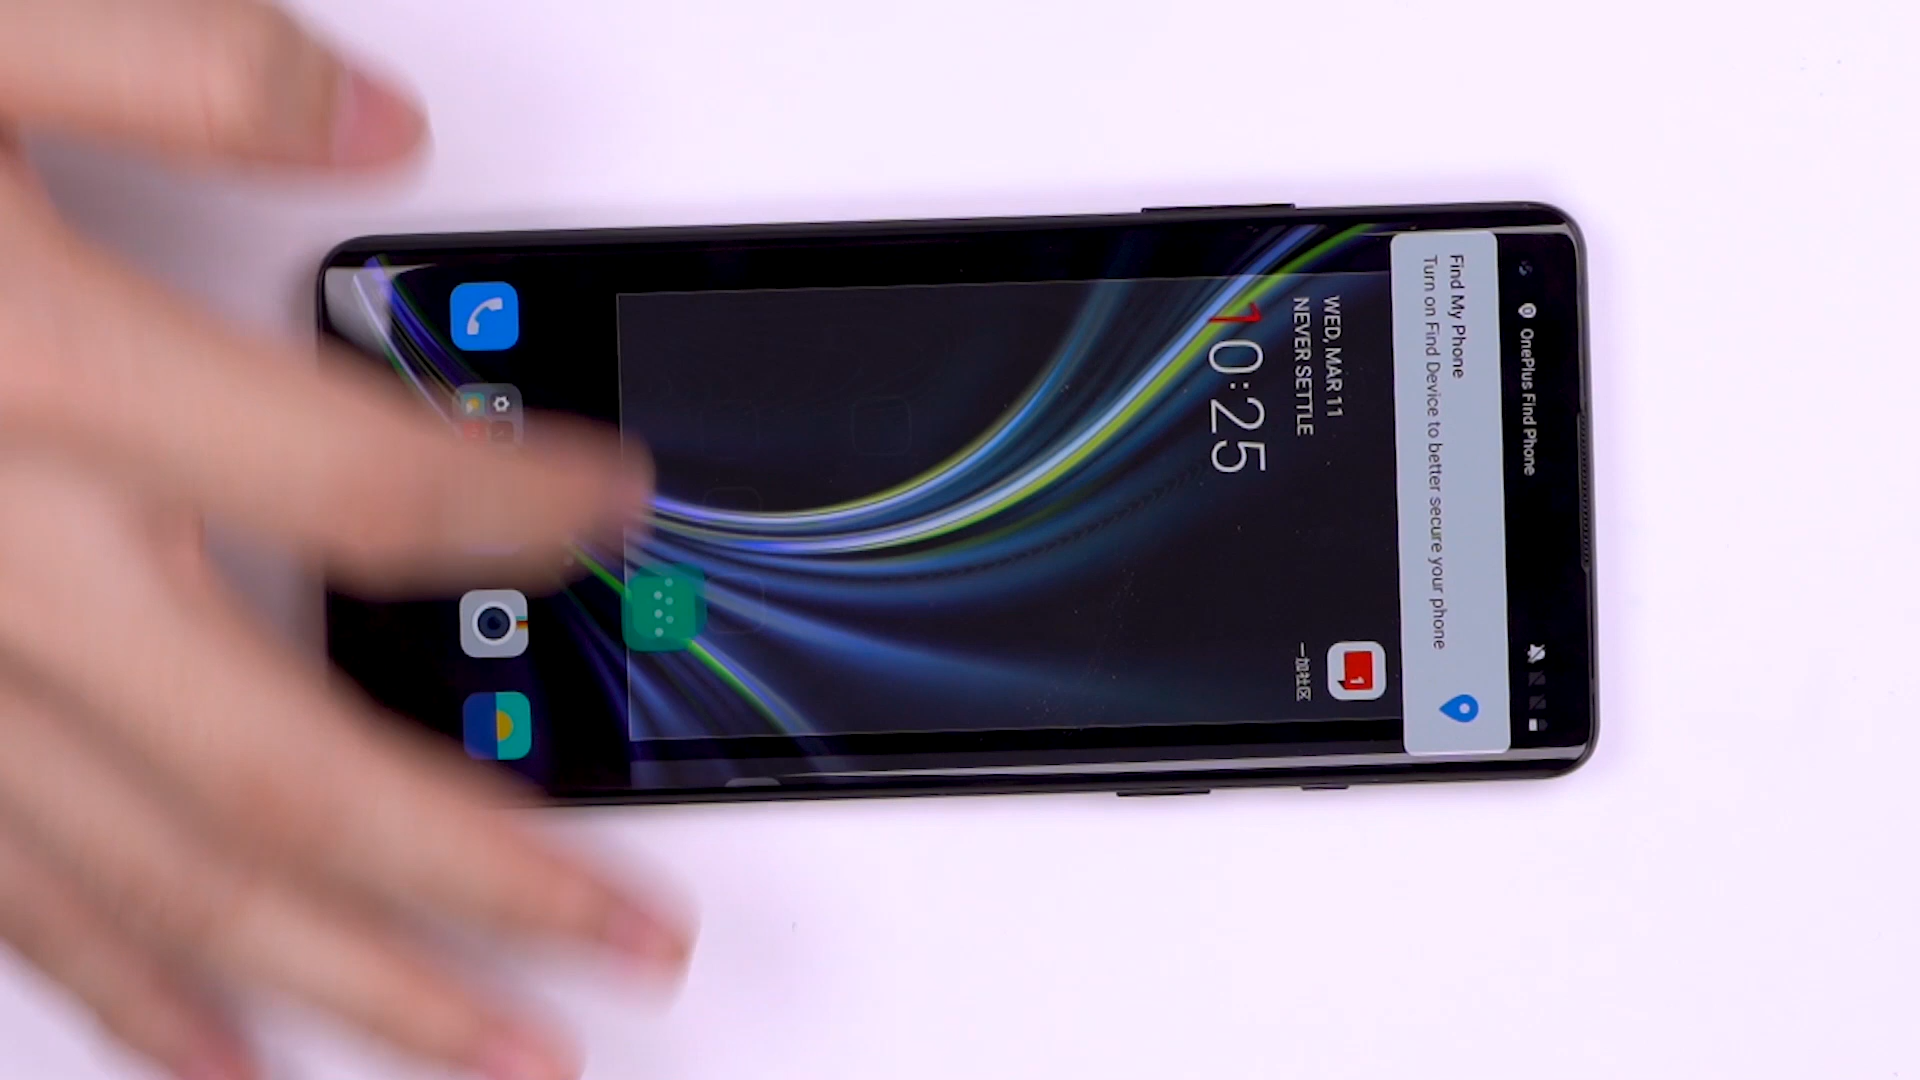 OnePlus Find Phone
Find My Phone
Turn on Find Device to better secure your phone
WED, MAR 11
NEVER SETTLE
10:25
1
一加社区